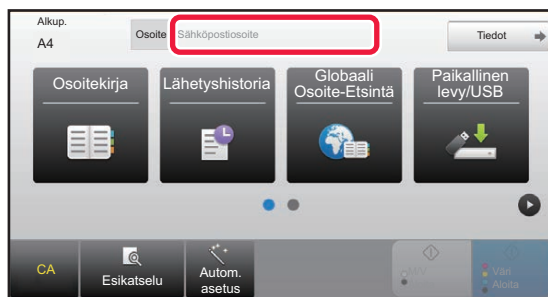 Alkup.
A4
Osoite
Sähköpostiosoite
Tiedot
Osoitekirja
Lähetyshistoria
Globaali
Osoite-Etsintä
Paikallinen
levy/USB
CA
Esikatselu
Autom.
asetus
Väri
Aloita